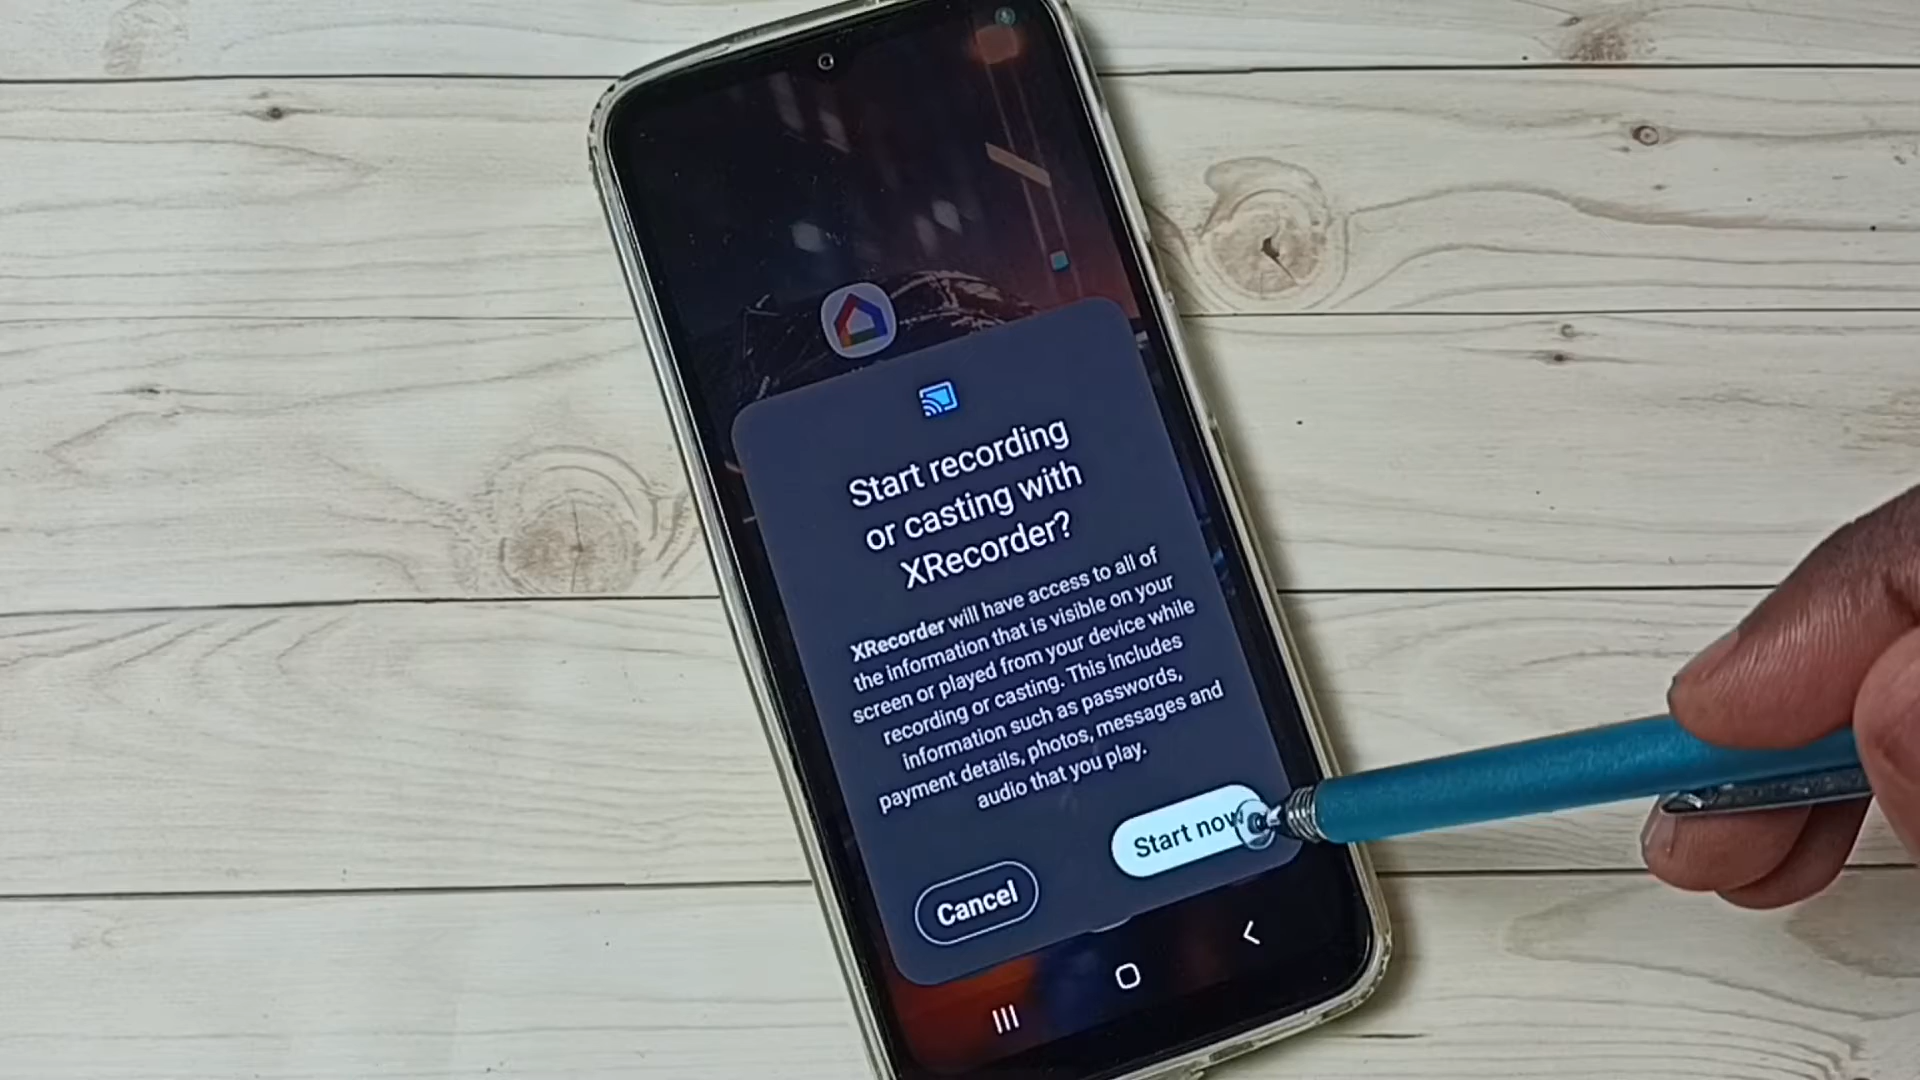 Start recording
or casting with
XRecorder?
XRecorder will have access to all of
the information that is visible on your
screen or played from your device while
recording or casting. This includes
information such as passwords,
payment details, photos, messages and
audio that you play.
Start now
Cancel